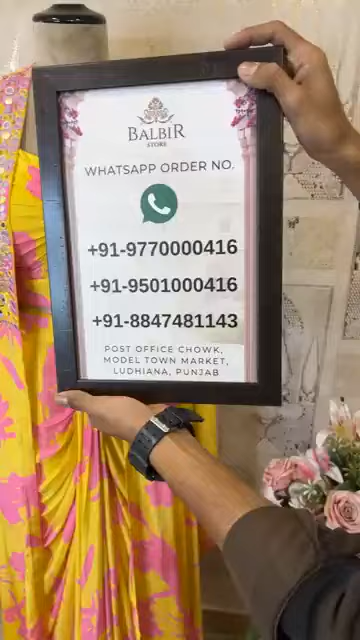 BALBIR
STORE
WHATSAPP ORDER NO.
+91-9770000416
+91-9501000416
+91-8847481143
POST OFFICE CHOWK,
MODEL TOWN MARKET,
LUDHIANA, PUNJAB